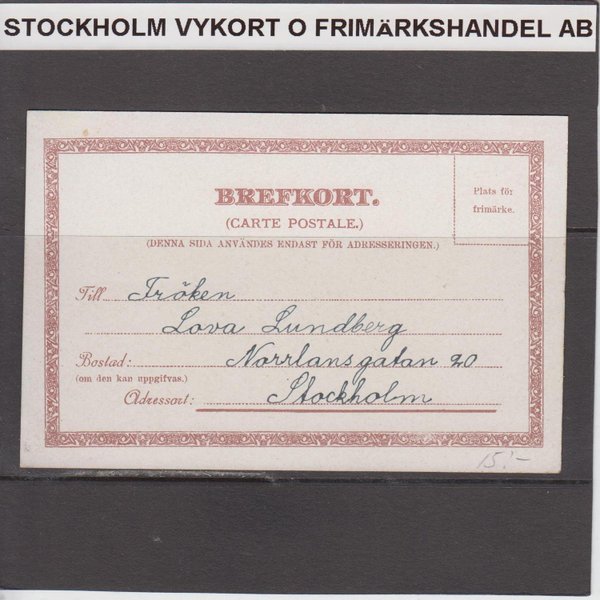 STOCKHOLM VYKORT O FRIMÄRKSHANDEL AB
BREFKORT.
(CARTE POSTALE.)
(DENNA SIDA ANVÄNDES ENDAST FÖR ADRESSERINGEN.)
Plats för
frimärke.
Till Fröken
Lova Lundberg
Bostad: Norrlansgatan 20
(om den kan uppgifvas.)
Adressort: Stockholm
15:-